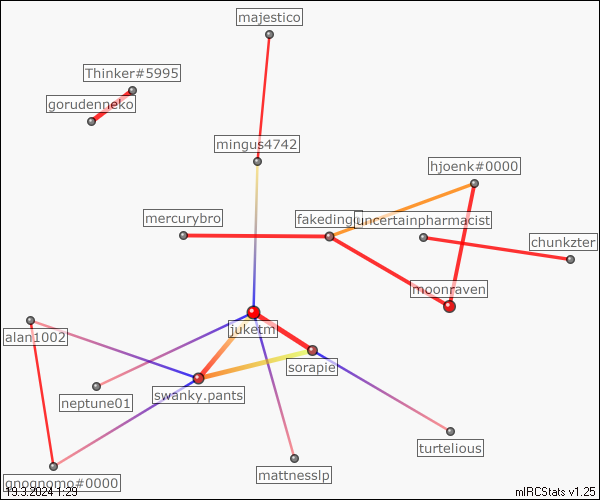 majestico
Thinker#5995
gorudenneko
mingus4742
hjoenk#0000
mercurybro
uncertainpharmacist
chunkzter
moonraven
juketm
alan1002
sorapie
swanky.pants
neptune01
turtelious
mattnesslp
gnognomo#0000
19.3.2024 1:29
mIRCStats v1.25